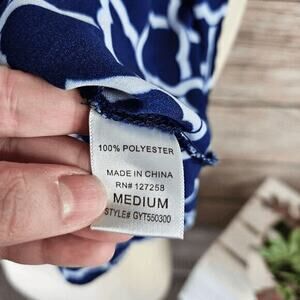 100% POLYESTER
MADE IN CHINA
RN# 127258
MEDIUM
STYLE# GYT550300